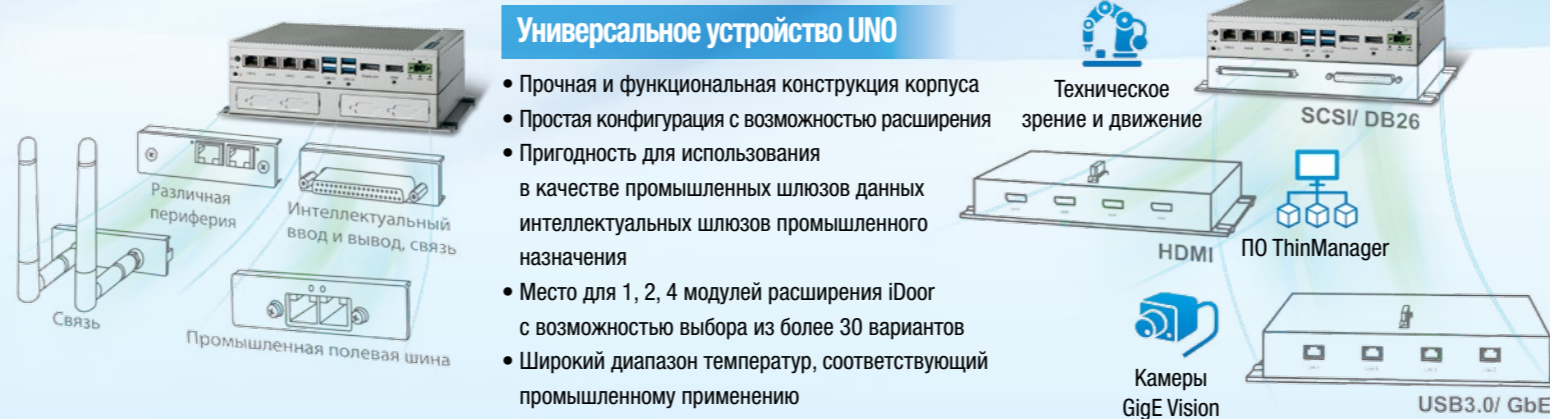 Универсальное устройство UNO
• Прочная и функциональная конструкция корпуса
• Простая конфигурация с возможностью расширения
• Пригодность для использования
в качестве промышленных шлюзов данных
интеллектуальных шлюзов промышленного
назначения
• Место для 1, 2, 4 модулей расширения iDoor
с возможностью выбора из более 30 вариантов
• Широкий диапазон температур, соответствующий
промышленному применению
Различная
периферия
Интеллектуальный
ввод и вывод, связь
Связь
Промышленная полевая шина
Техническое
зрение и движение
SCSI/ DB26
HDMI
ПО ThinManager
Камеры
GigE Vision
USB3.0/ GbE